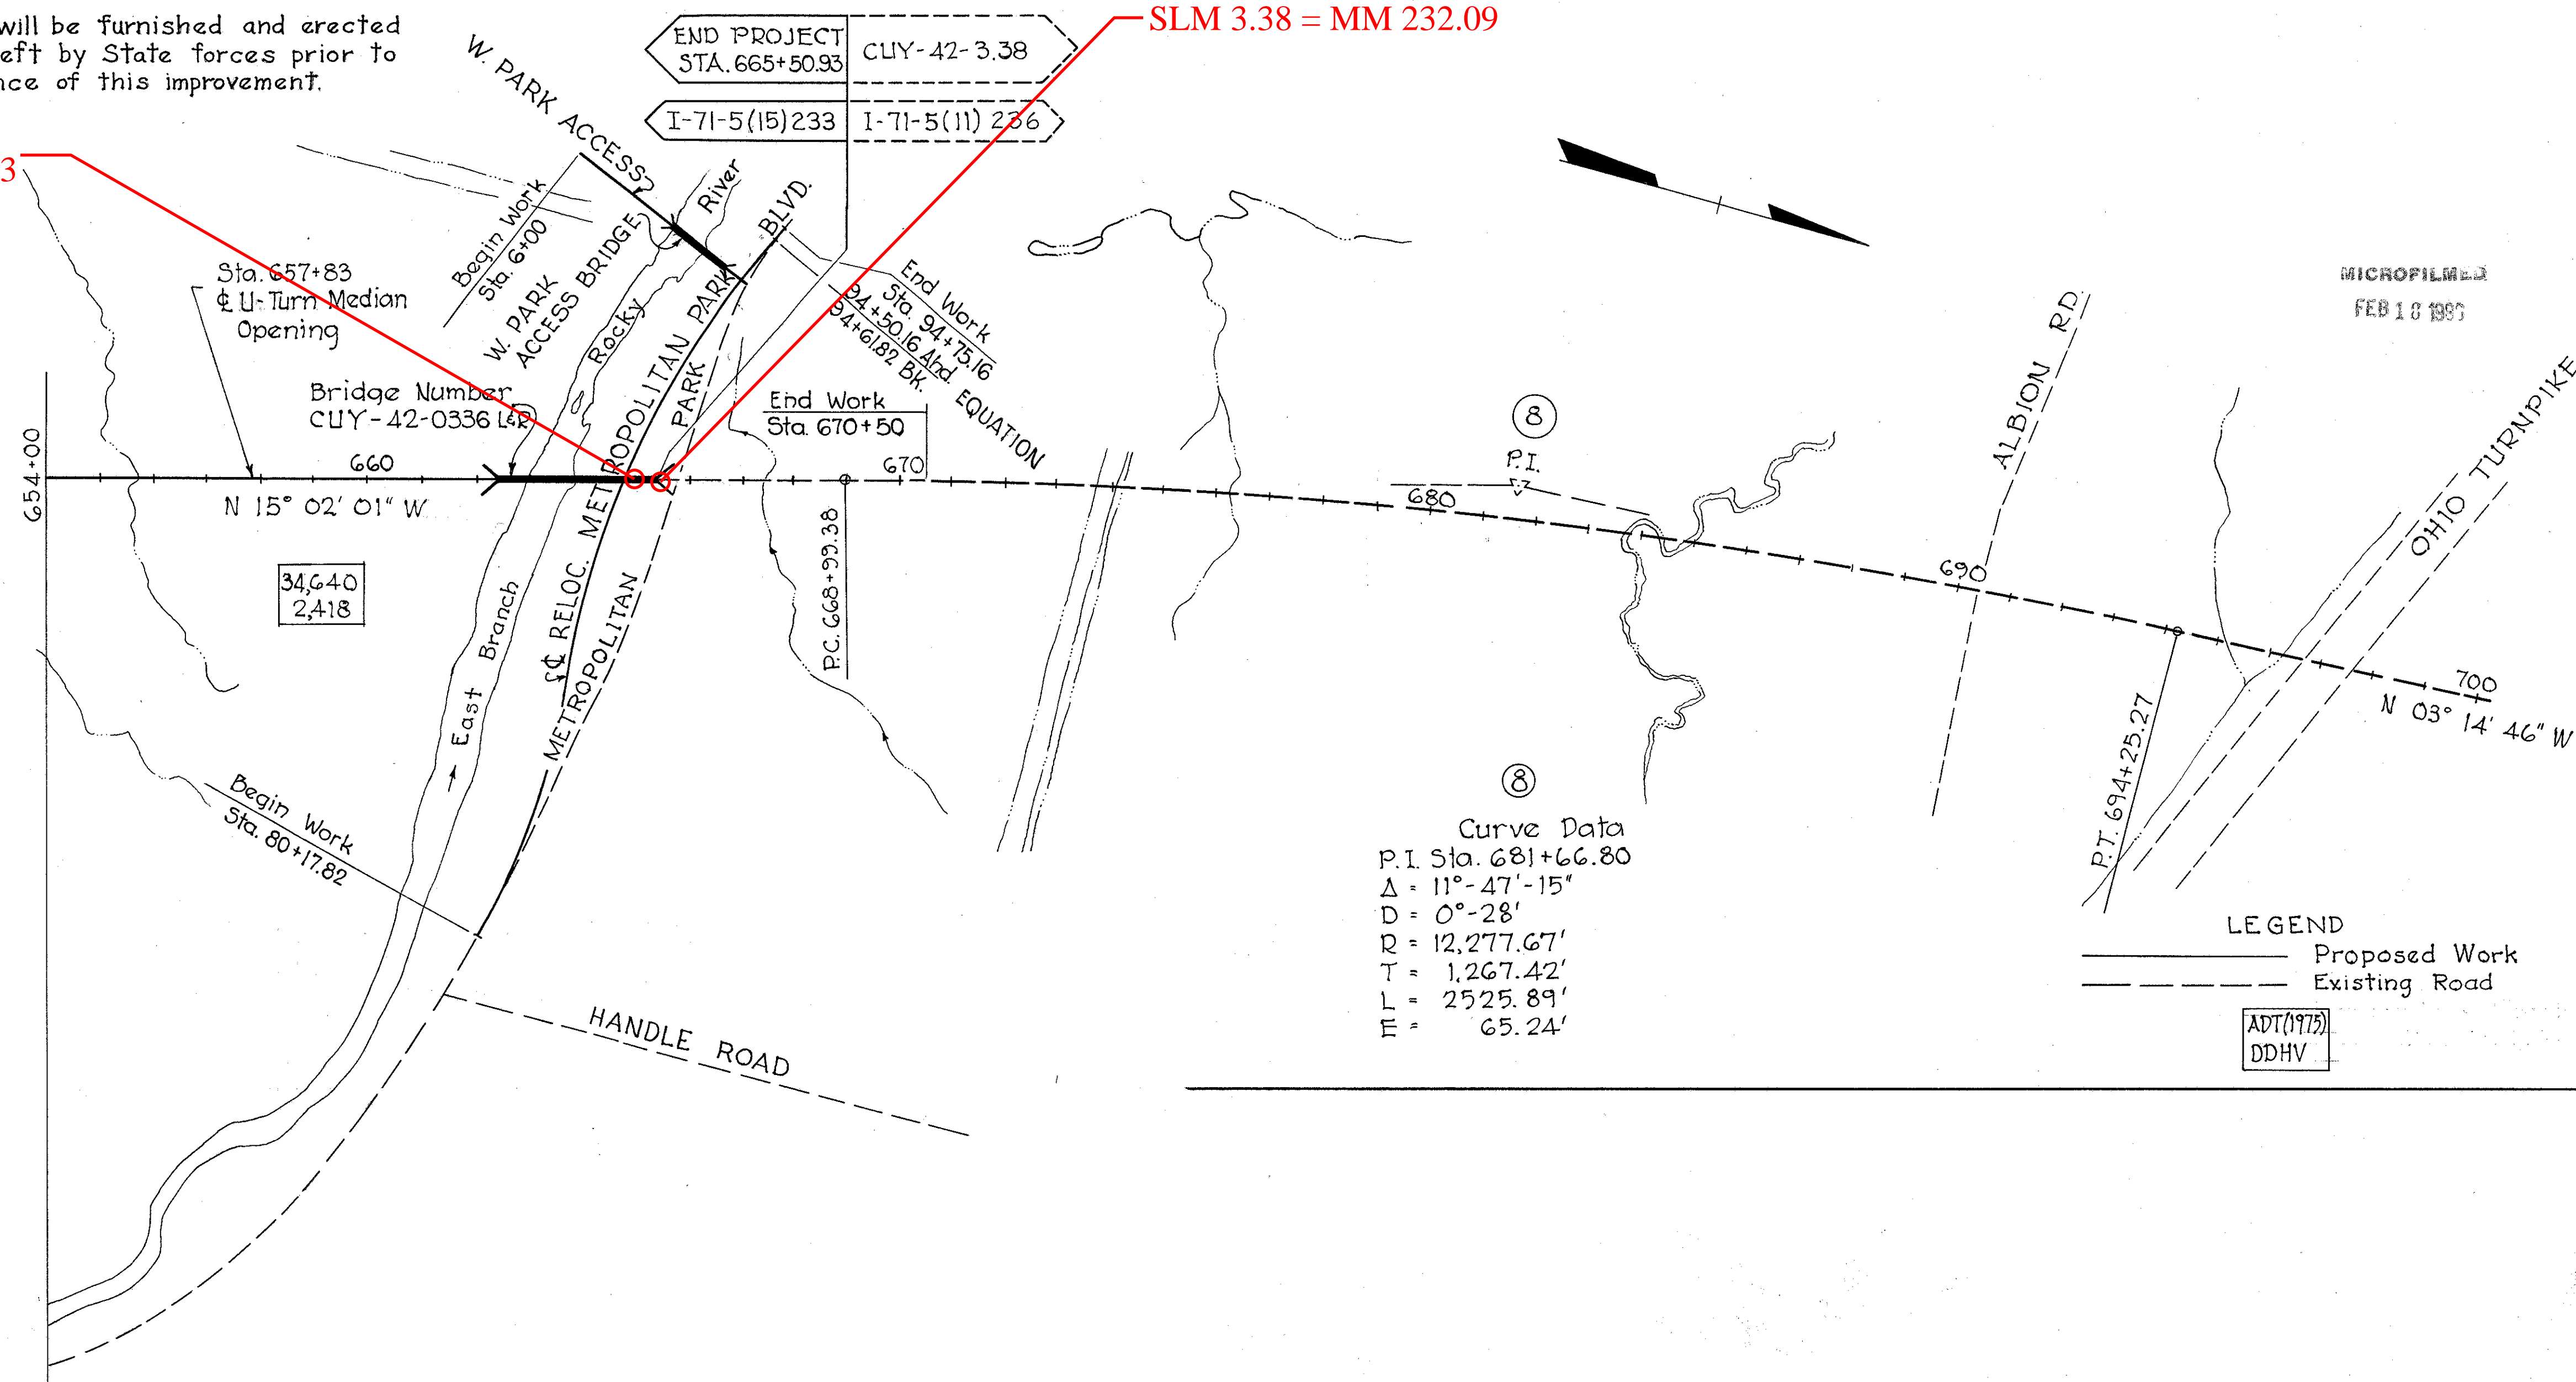 will be furnished and erected
eft by State forces prior to
nce of this improvement.
END PROJECT
STA. 665+50.93
CUY-42-3.38
I-71-5(15)233
I-71-5(11) 236
SLM 3.38 = MM 232.09
3
W. PARK ACCESS
Begin Work
Sta. 6+00
W. PARK
ACCESS BRIDGE
River
Rocky
BLVD.
Sta. 657+83
℄ U-Turn Median
Opening
Bridge Number
CUY-42-0336 L&R
End Work
Sta. 94+75.16
94+50.16 Ahd.
94+61.82 BK.
EQUATION
End Work
Sta. 670+50
MICROFILMED
FEB 18
654+00
660
670
680
690
700
N 15° 02' 01" W
34,640
2,418
℄ RELOC. METROPOLITAN PARK
METROPOLITAN
PARK
East Branch
P.C. 668+99.38
8
P.I.
ALBION RD.
OHIO TURNPIKE
N 03° 14' 46" W
P.T. 694+25.27
Begin Work
Sta. 80+17.82
HANDLE ROAD
8
Curve Data
P.I. Sta. 681+66.80
Δ = 11°-47'-15"
D = 0°-28'
R = 12,277.67'
T = 1,267.42'
L = 2525.89'
E = 65.24'
LEGEND
Proposed Work
Existing Road
ADT(1975)
DDHV